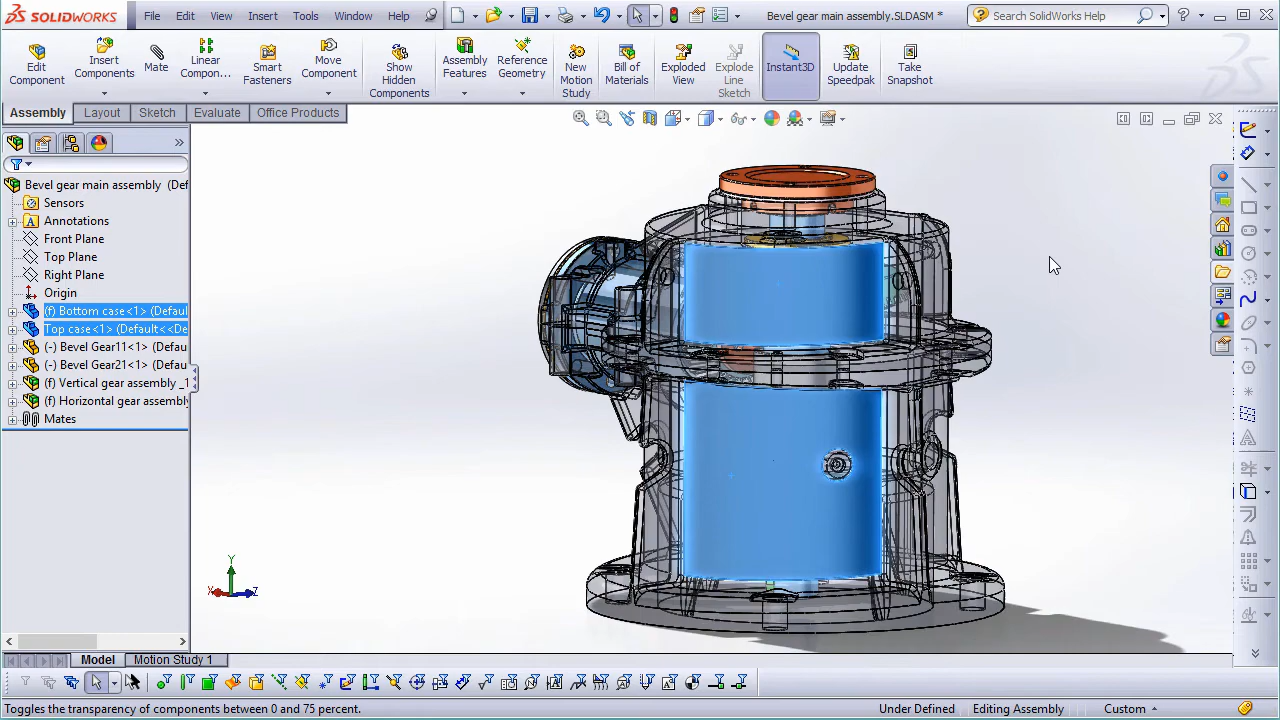 SOLIDWORKS
File Edit View Insert Tools Window Help
Bevel gear main assembly.SLDASM *
Search SolidWorks Help
Edit Component
Insert Components
Mate
Linear Compon...
Smart Fasteners
Move Component
Show Hidden Components
Assembly Features
Reference Geometry
New Motion Study
Bill of Materials
Exploded View
Explode Line Sketch
Instant3D
Update Speedpak
Take Snapshot
Assembly Layout Sketch Evaluate Office Products
Bevel gear main assembly (Def
Sensors
Annotations
Front Plane
Top Plane
Right Plane
Origin
(f) Bottom case<1> (Defaul
Top case<1> (Default<<De
(-) Bevel Gear11<1> (Defau
(-) Bevel Gear21<1> (Defau
(f) Vertical gear assembly _1
(f) Horizontal gear assembly
Mates
Y
X Z
Model Motion Study 1
Toggles the transparency of components between 0 and 75 percent.
Under Defined Editing Assembly Custom